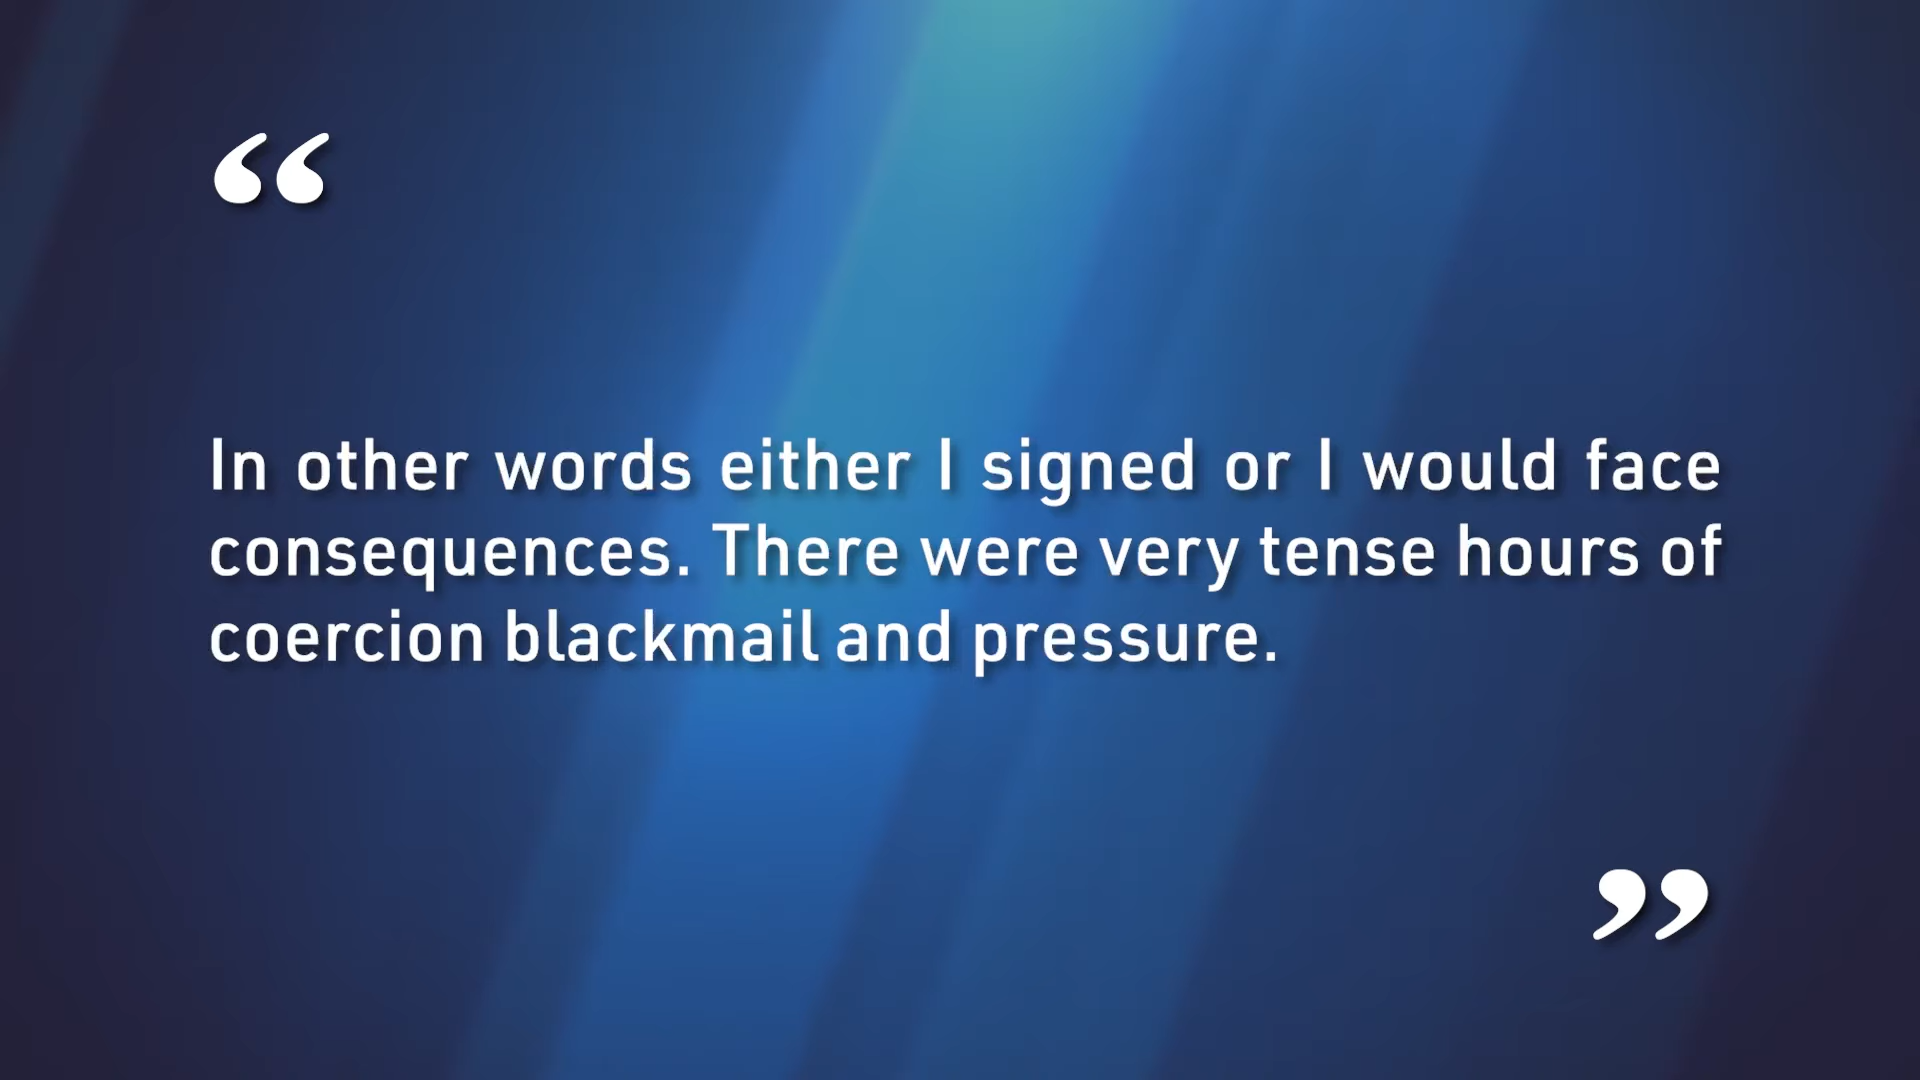 “
In other words either I signed or I would face
consequences. There were very tense hours of
coercion blackmail and pressure.
”